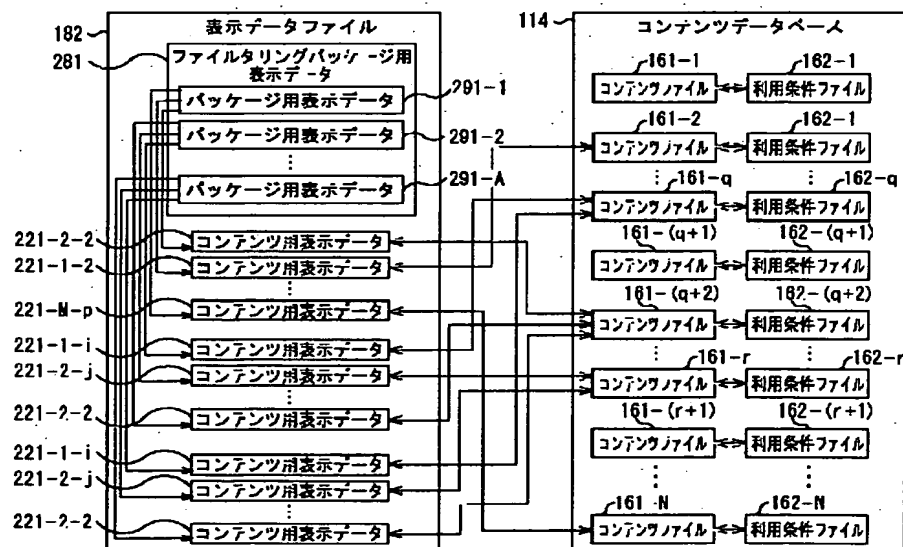 182
表示データファイル
281
ファイルタリングパッケージ用
表示データ
パッケージ用表示データ
291-1
パッケージ用表示データ
291-2
パッケージ用表示データ
291-A
221-2-2
コンテンツ用表示データ
221-1-2
コンテンツ用表示データ
221-M-p
コンテンツ用表示データ
221-1-i
コンテンツ用表示データ
221-2-j
コンテンツ用表示データ
221-2-2
コンテンツ用表示データ
221-1-i
コンテンツ用表示データ
221-2-j
コンテンツ用表示データ
221-2-2
コンテンツ用表示データ
114
コンテンツデータベース
161-1 162-1
コンテンツファイル 利用条件ファイル
161-2 162-1
コンテンツファイル 利用条件ファイル
161-q 162-q
コンテンツファイル 利用条件ファイル
161-(q+1) 162-(q+1)
コンテンツファイル 利用条件ファイル
161-(q+2) 162-(q+2)
コンテンツファイル 利用条件ファイル
161-r 162-r
コンテンツファイル 利用条件ファイル
161-(r+1) 162-(r+1)
コンテンツファイル 利用条件ファイル
161-N 162-N
コンテンツファイル 利用条件ファイル